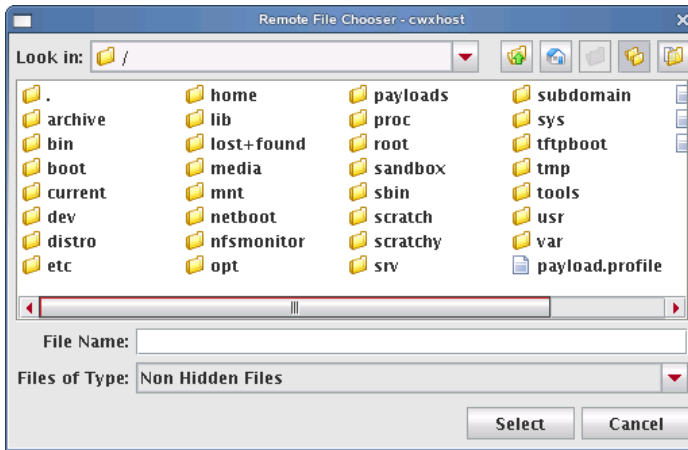 Remote File Chooser - cwxhost
Look in: /
. home payloads subdomain
archive lib proc sys
bin lost+found root tftpboot
boot media sandbox tmp
current mnt sbin tools
dev netboot scratch usr
distro nfsmonitor scratchy var
etc opt srv payload.profile
File Name:
Files of Type: Non Hidden Files
Select Cancel